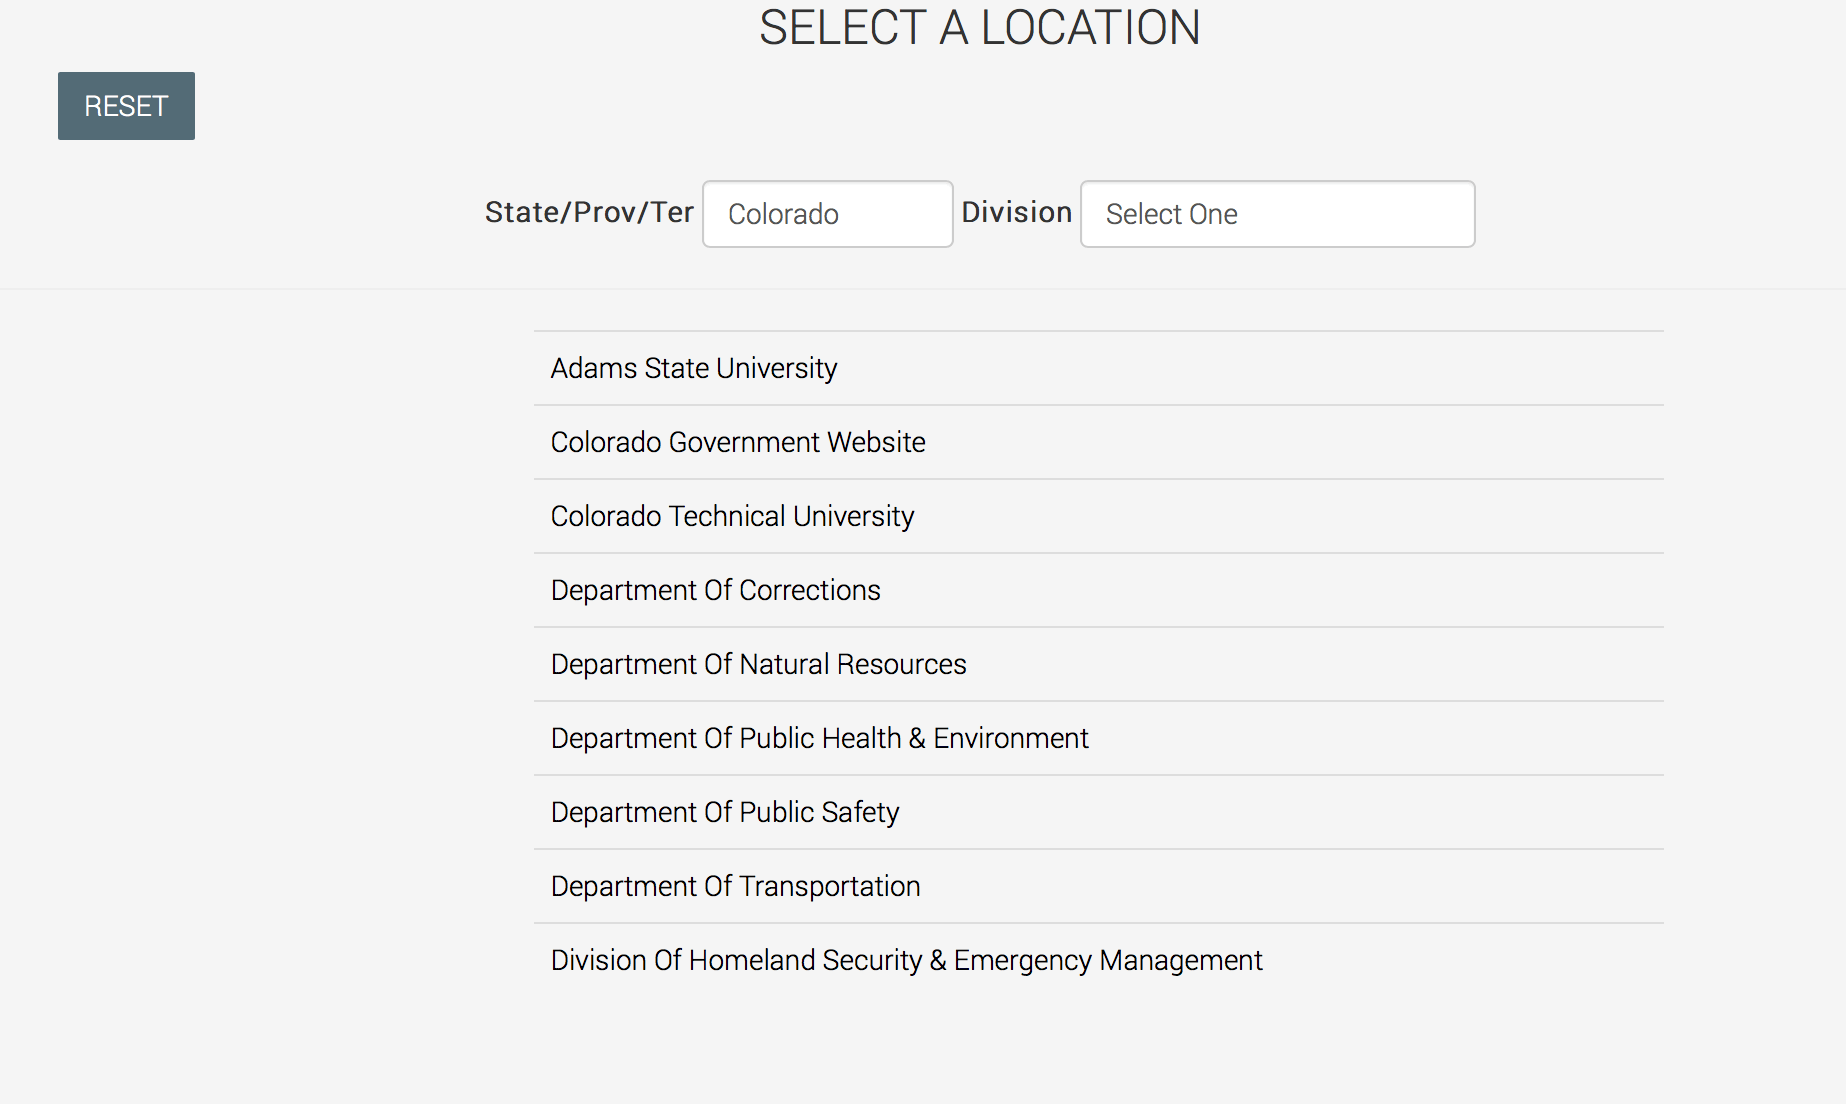 SELECT A LOCATION
RESET
State/Prov/Ter Colorado Division Select One
Adams State University
Colorado Government Website
Colorado Technical University
Department Of Corrections
Department Of Natural Resources
Department Of Public Health & Environment
Department Of Public Safety
Department Of Transportation
Division Of Homeland Security & Emergency Management